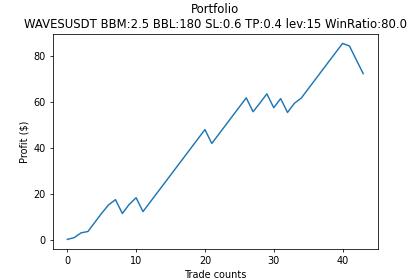 Portfolio
WAVESUSDT BBM:2.5 BBL:180 SL:0.6 TP:0.4 lev:15 WinRatio:80.0
80
60
40
20
0
Profit ($)
0 10 20 30 40
Trade counts